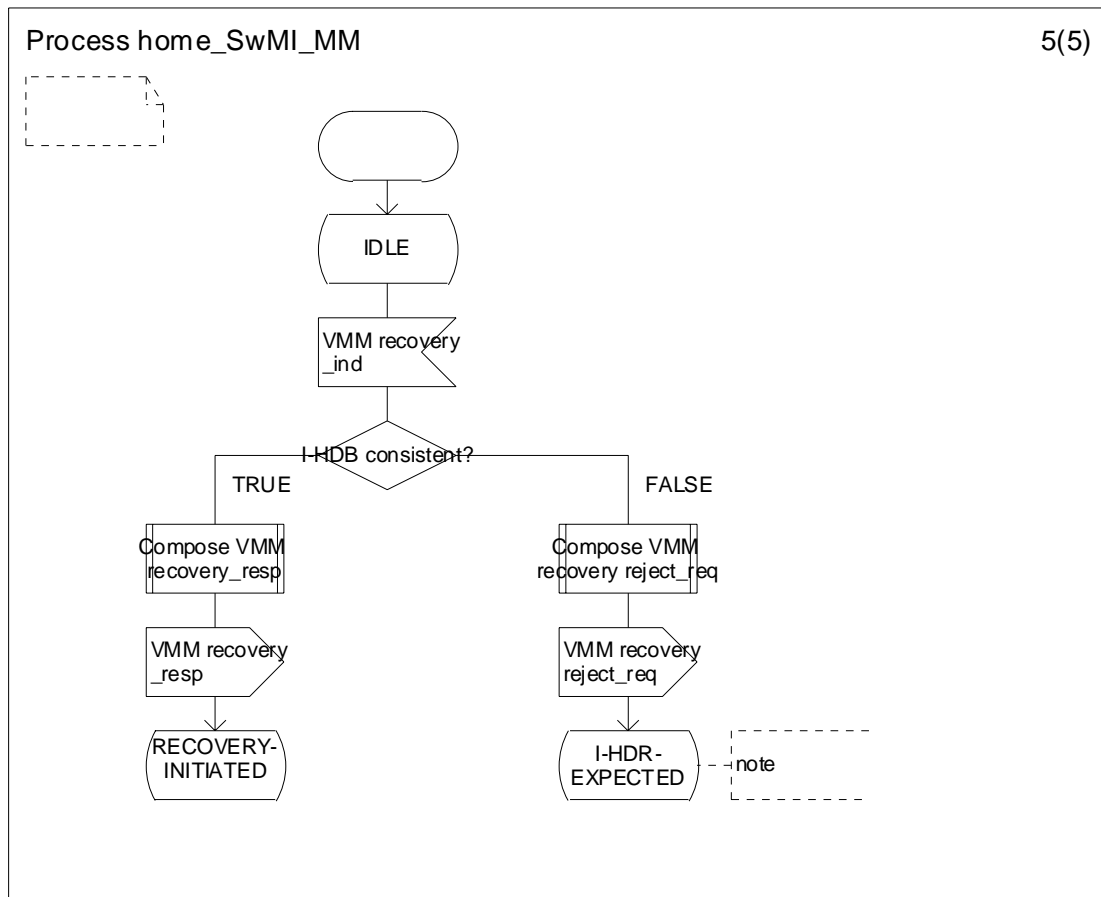 Process home_SwMI_MM
5(5)
IDLE
VMM recovery
_ind
I-HDB consistent?
TRUE
FALSE
Compose VMM
recovery_resp
Compose VMM
recovery reject_req
VMM recovery
_resp
VMM recovery
reject_req
RECOVERY-
INITIATED
I-HDR-
EXPECTED
note